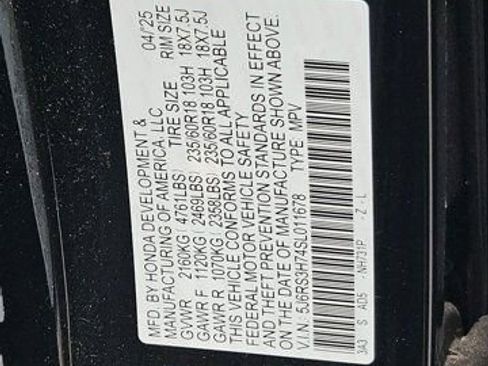 MFD. BY HONDA DEVELOPMENT & 04/25
MANUFACTURING OF AMERICA, LLC
TIRE SIZE RIM SIZE
GVWR 2160KG( 4761LBS)
GAWR F 1120KG( 2469LBS) 235/60R18 103H 18X7.5J
GAWR R 1070KG( 2358LBS) 235/60R18 103H 18X7.5J
THIS VEHICLE CONFORMS TO ALL APPLICABLE
FEDERAL MOTOR VEHICLE SAFETY
AND THEFT PREVENTION STANDARDS IN EFFECT
ON THE DATE OF MANUFACTURE SHOWN ABOVE.
V.I.N: 5J6RS3H74SL011678 TYPE: MPV
3A3 S AD5 -NH731P -Z -L